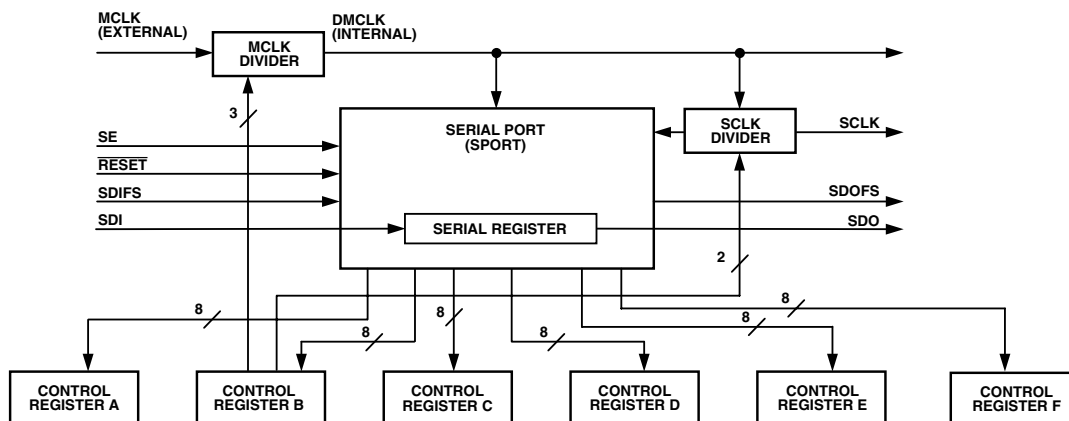 MCLK
(EXTERNAL)
DMCLK
(INTERNAL)
MCLK
DIVIDER
3
SE
RESET
SDIFS
SDI
SERIAL PORT
(SPORT)
SERIAL REGISTER
SCLK
DIVIDER
SCLK
SDOFS
SDO
2
8
8
8
8
8
8
CONTROL
REGISTER A
CONTROL
REGISTER B
CONTROL
REGISTER C
CONTROL
REGISTER D
CONTROL
REGISTER E
CONTROL
REGISTER F